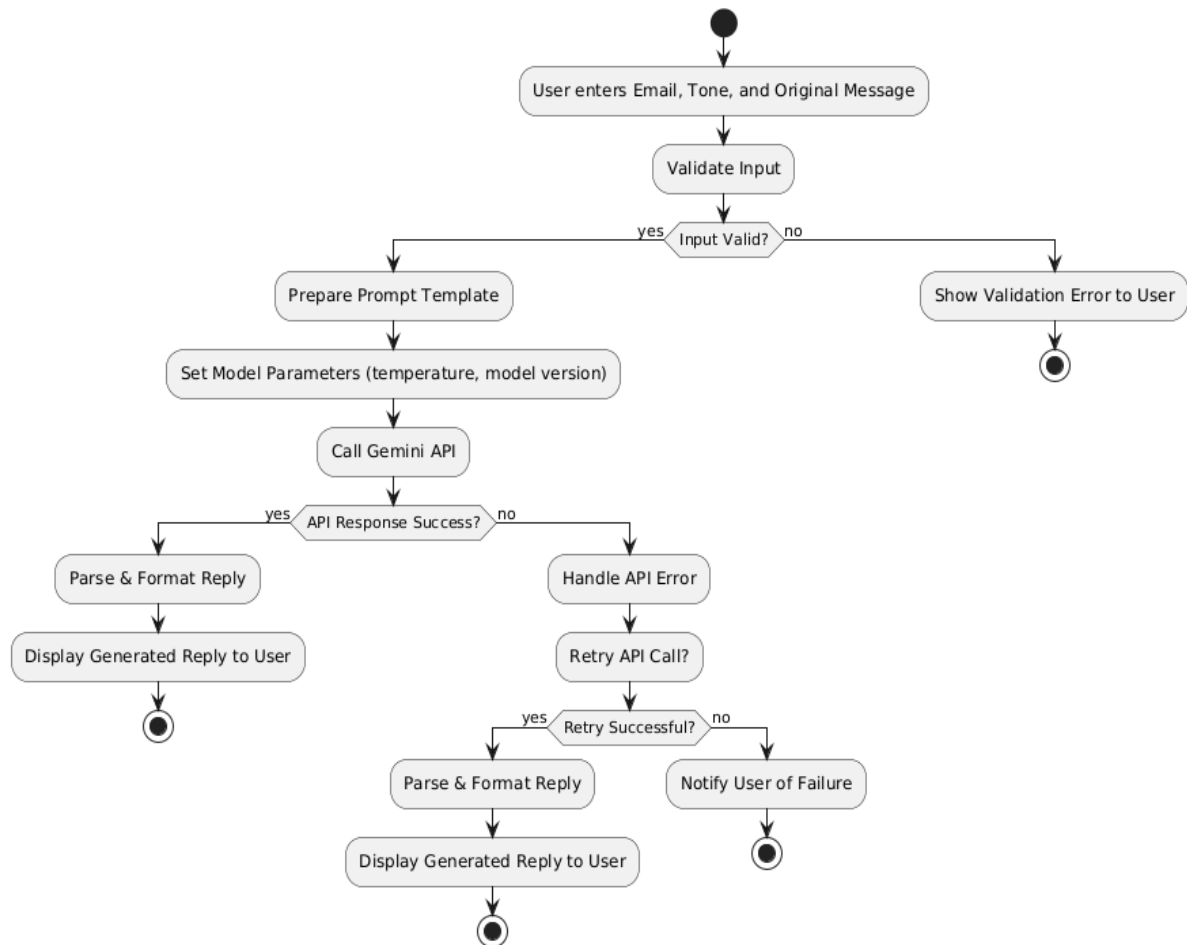 User enters Email, Tone, and Original Message
Validate Input
yes
Input Valid?
no
Prepare Prompt Template
Show Validation Error to User
Set Model Parameters (temperature, model version)
Call Gemini API
yes
API Response Success?
no
Parse & Format Reply
Handle API Error
Display Generated Reply to User
Retry API Call?
yes
Retry Successful?
no
Parse & Format Reply
Notify User of Failure
Display Generated Reply to User